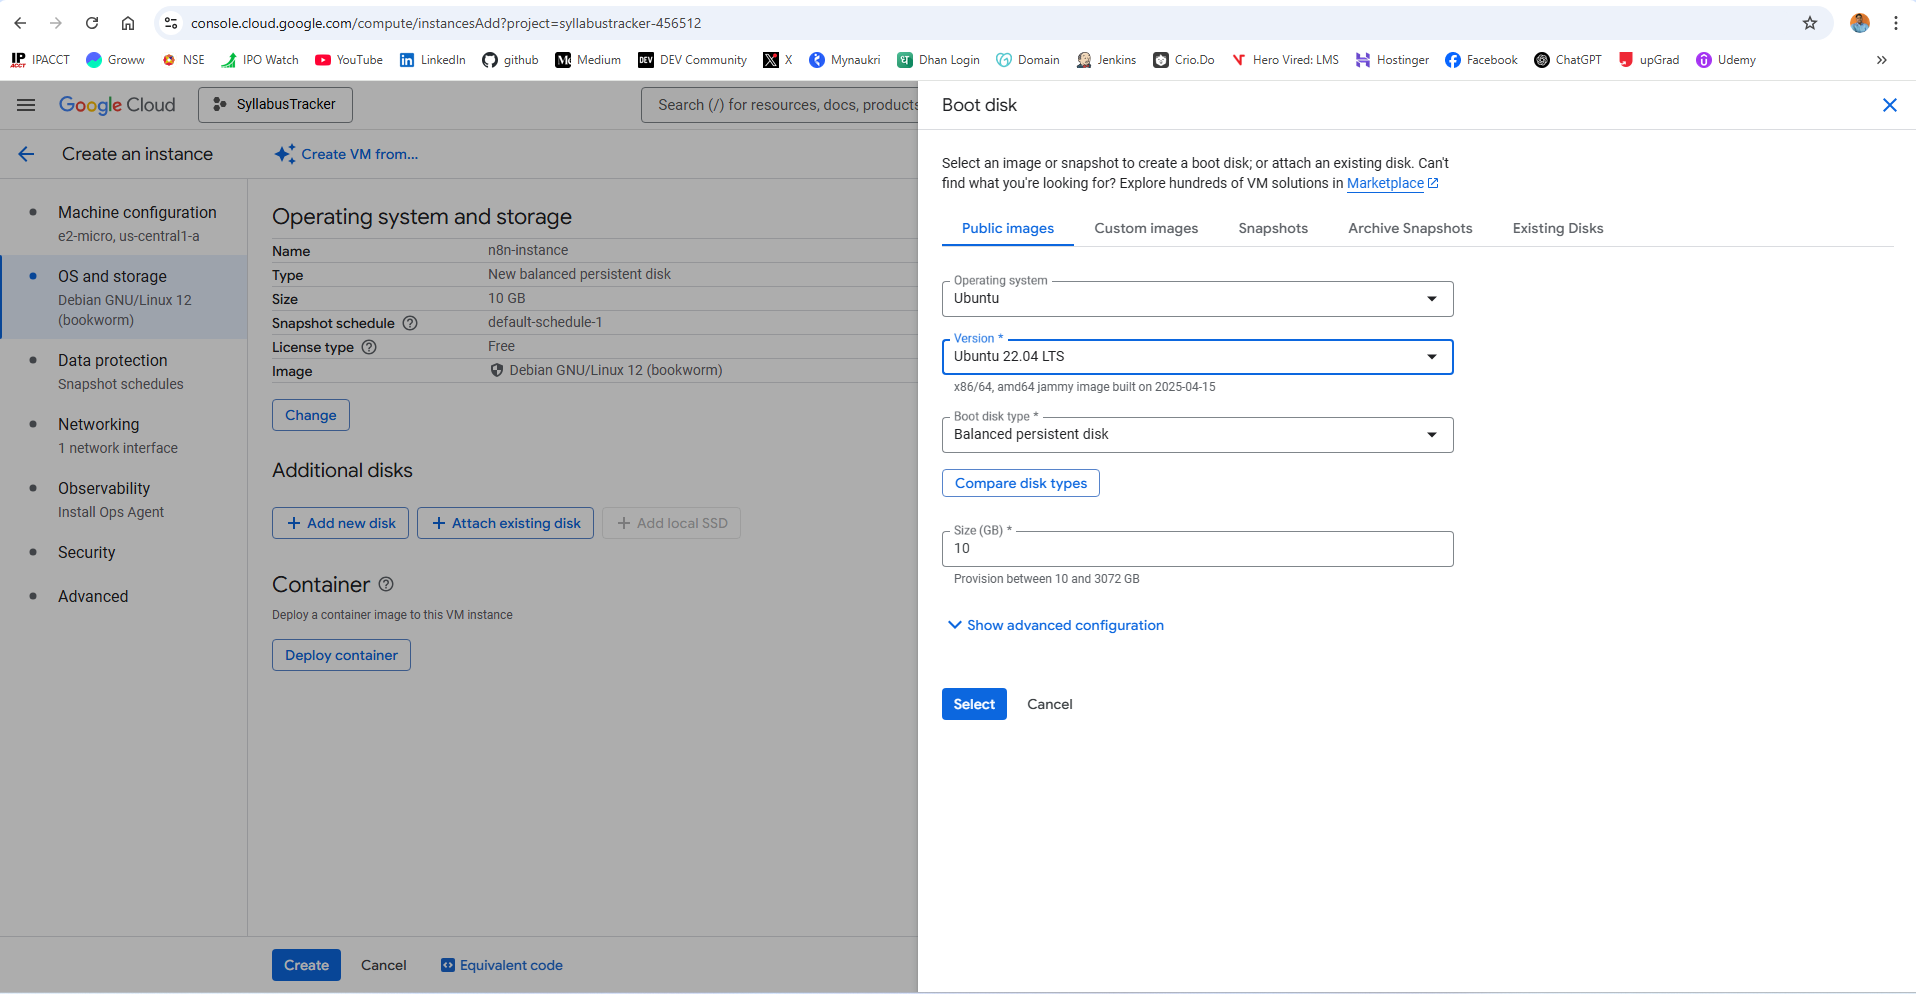 console.cloud.google.com/compute/instancesAdd?project=syllabustracker-456512
IPACCT Groww NSE IPO Watch YouTube LinkedIn github Medium DEV Community X Mynaukri Dhan Login Domain Jenkins Crio.Do Hero Vired: LMS Hostinger Facebook ChatGPT upGrad Udemy »
Google Cloud SyllabusTracker Search (/) for resources, docs, products
Create an instance Create VM from...
Machine configuration
e2-micro, us-central1-a
OS and storage
Debian GNU/Linux 12
(bookworm)
Data protection
Snapshot schedules
Networking
1 network interface
Observability
Install Ops Agent
Security
Advanced
Operating system and storage
Name n8n-instance
Type New balanced persistent disk
Size 10 GB
Snapshot schedule default-schedule-1
License type Free
Image Debian GNU/Linux 12 (bookworm)
Change
Additional disks
+ Add new disk + Attach existing disk + Add local SSD
Container
Deploy a container image to this VM instance
Deploy container
Create Cancel Equivalent code
Boot disk
Select an image or snapshot to create a boot disk; or attach an existing disk. Can't
find what you're looking for? Explore hundreds of VM solutions in Marketplace
Public images Custom images Snapshots Archive Snapshots Existing Disks
Operating system
Ubuntu
Version *
Ubuntu 22.04 LTS
x86/64, amd64 jammy image built on 2025-04-15
Boot disk type *
Balanced persistent disk
Compare disk types
Size (GB) *
10
Provision between 10 and 3072 GB
Show advanced configuration
Select Cancel